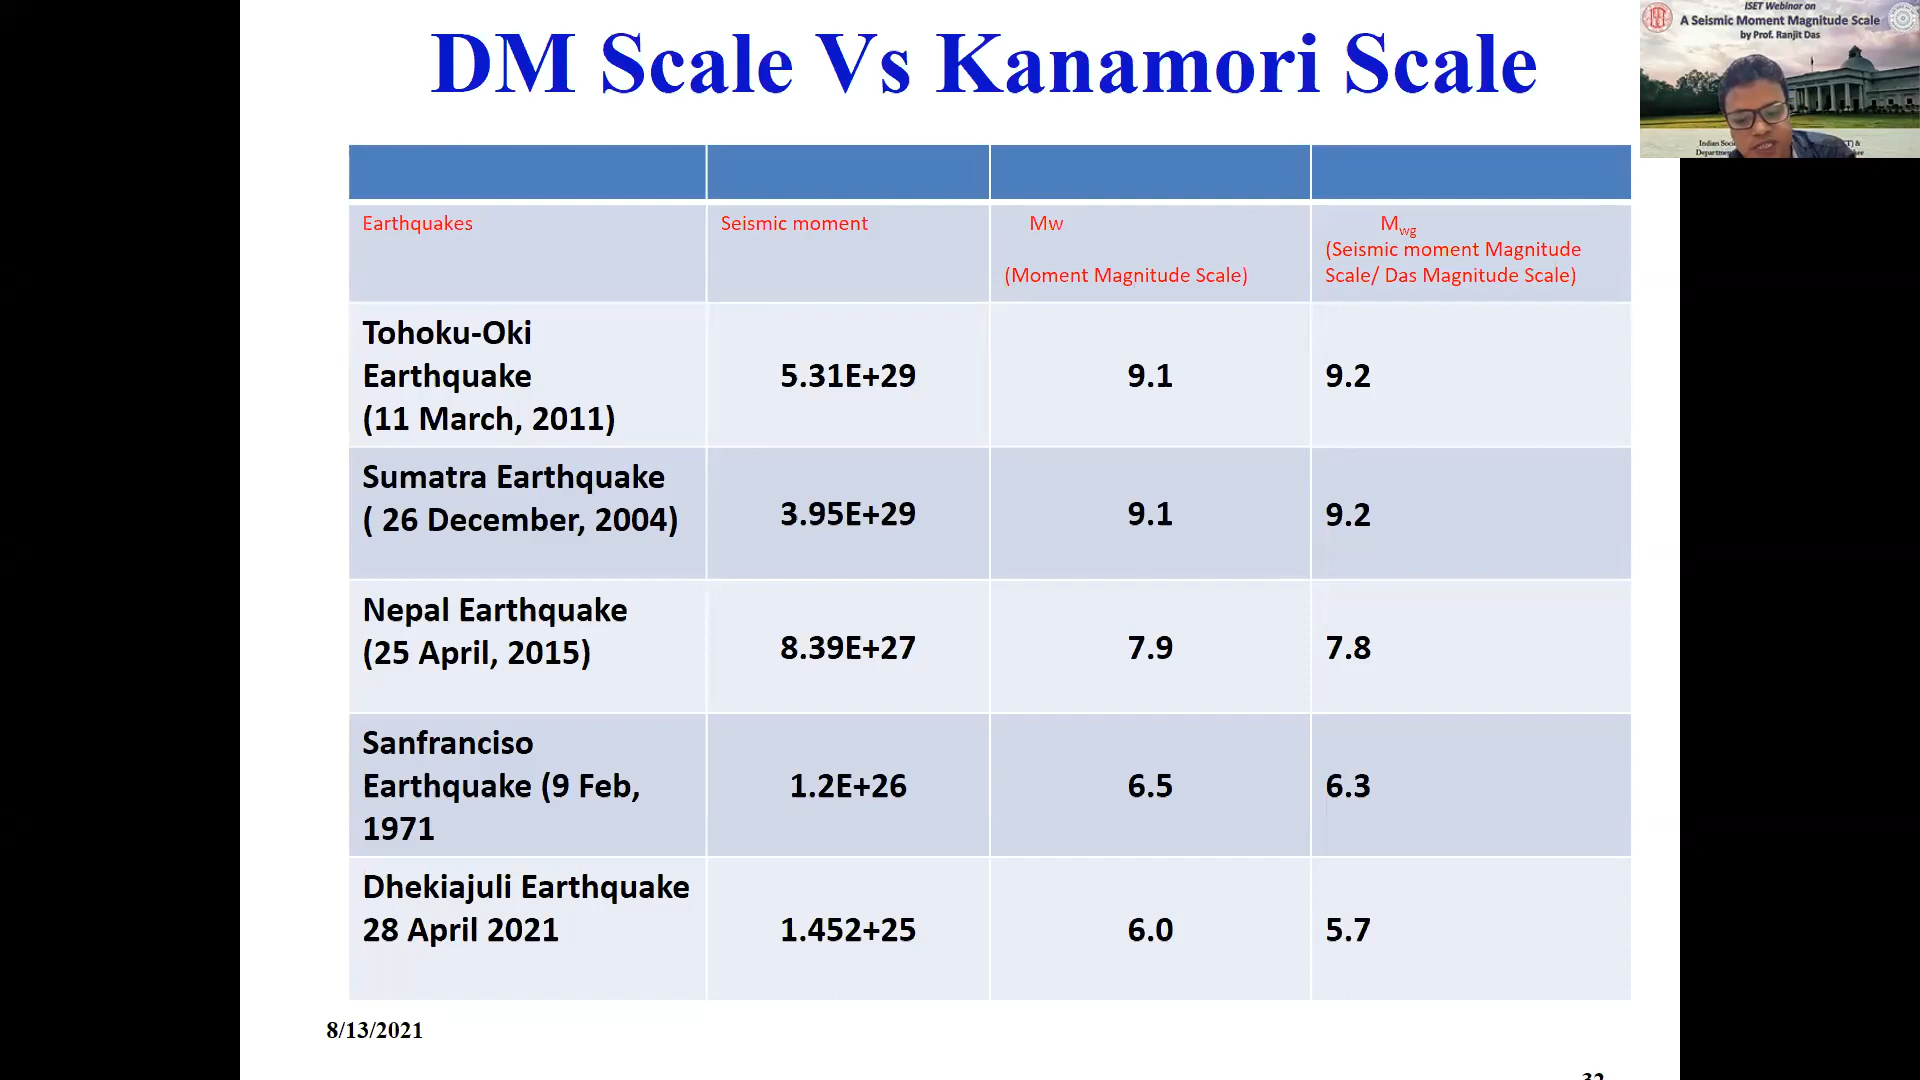 DM Scale Vs Kanamori Scale
ISET Webinar on
A Seismic Moment Magnitude Scale
by Prof. Ranjit Das
Indian Soci
T) &
Departmen
Earthquakes
Seismic moment
Mw
(Moment Magnitude Scale)
Mwg
(Seismic moment Magnitude
Scale/ Das Magnitude Scale)
Tohoku-Oki
Earthquake
(11 March, 2011)
5.31E+29
9.1
9.2
Sumatra Earthquake
( 26 December, 2004)
3.95E+29
9.1
9.2
Nepal Earthquake
(25 April, 2015)
8.39E+27
7.9
7.8
Sanfranciso
Earthquake (9 Feb,
1971
1.2E+26
6.5
6.3
Dhekiajuli Earthquake
28 April 2021
1.452+25
6.0
5.7
8/13/2021
32